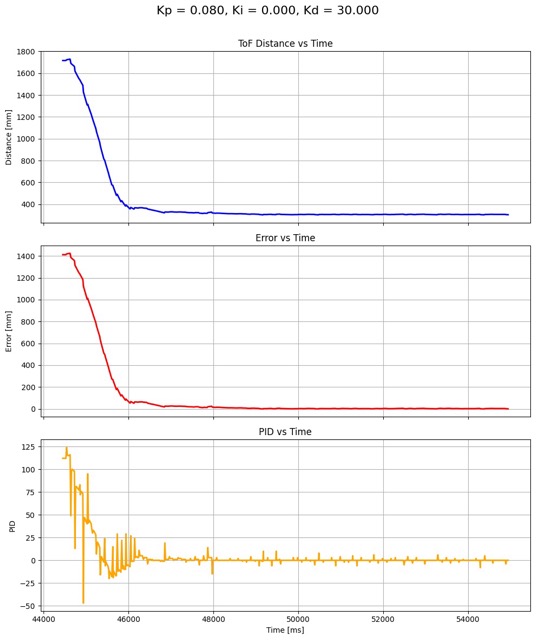 Kp = 0.080, Ki = 0.000, Kd = 30.000
ToF Distance vs Time
1800
1600
1400
1200
1000
800
600
400
Distance [mm]
Error vs Time
1400
1200
1000
800
600
400
200
0
Error [mm]
PID vs Time
125
100
75
50
25
0
−25
−50
PID
44000 46000 48000 50000 52000 54000
Time [ms]